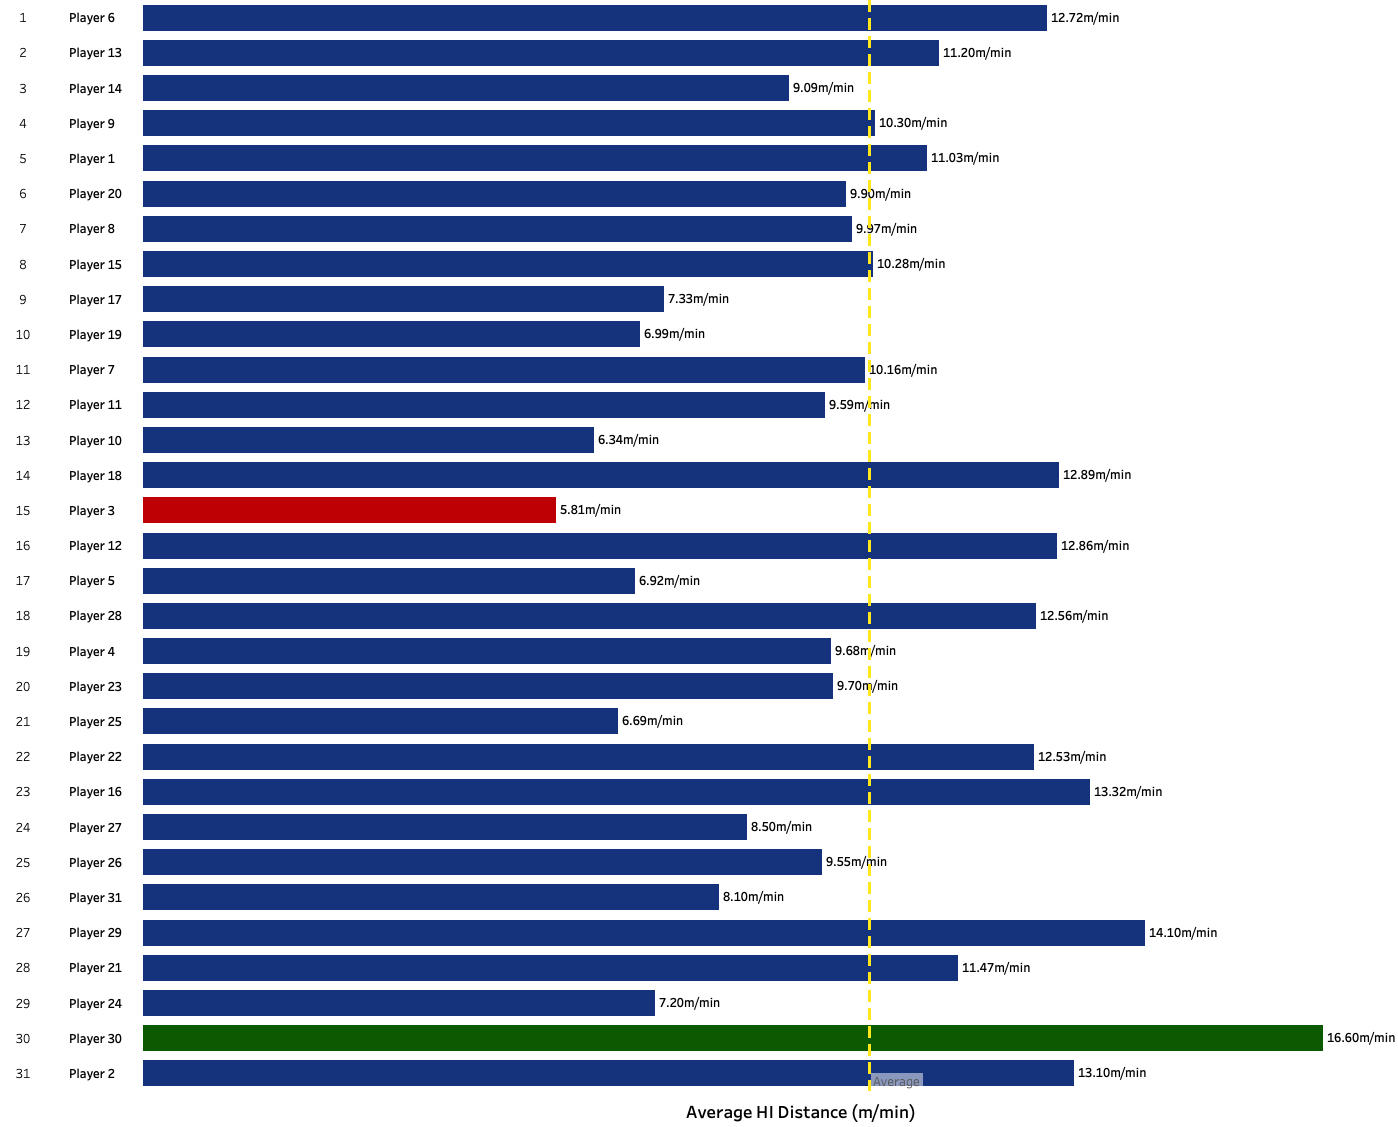 1 Player 6 12.72m/min
2 Player 13 11.20m/min
3 Player 14 9.09m/min
4 Player 9 10.30m/min
5 Player 1 11.03m/min
6 Player 20 9.90m/min
7 Player 8 9.97m/min
8 Player 15 10.28m/min
9 Player 17 7.33m/min
10 Player 19 6.99m/min
11 Player 7 10.16m/min
12 Player 11 9.59m/min
13 Player 10 6.34m/min
14 Player 18 12.89m/min
15 Player 3 5.81m/min
16 Player 12 12.86m/min
17 Player 5 6.92m/min
18 Player 28 12.56m/min
19 Player 4 9.68m/min
20 Player 23 9.70m/min
21 Player 25 6.69m/min
22 Player 22 12.53m/min
23 Player 16 13.32m/min
24 Player 27 8.50m/min
25 Player 26 9.55m/min
26 Player 31 8.10m/min
27 Player 29 14.10m/min
28 Player 21 11.47m/min
29 Player 24 7.20m/min
30 Player 30 16.60m/min
31 Player 2 13.10m/min
Average
Average HI Distance (m/min)